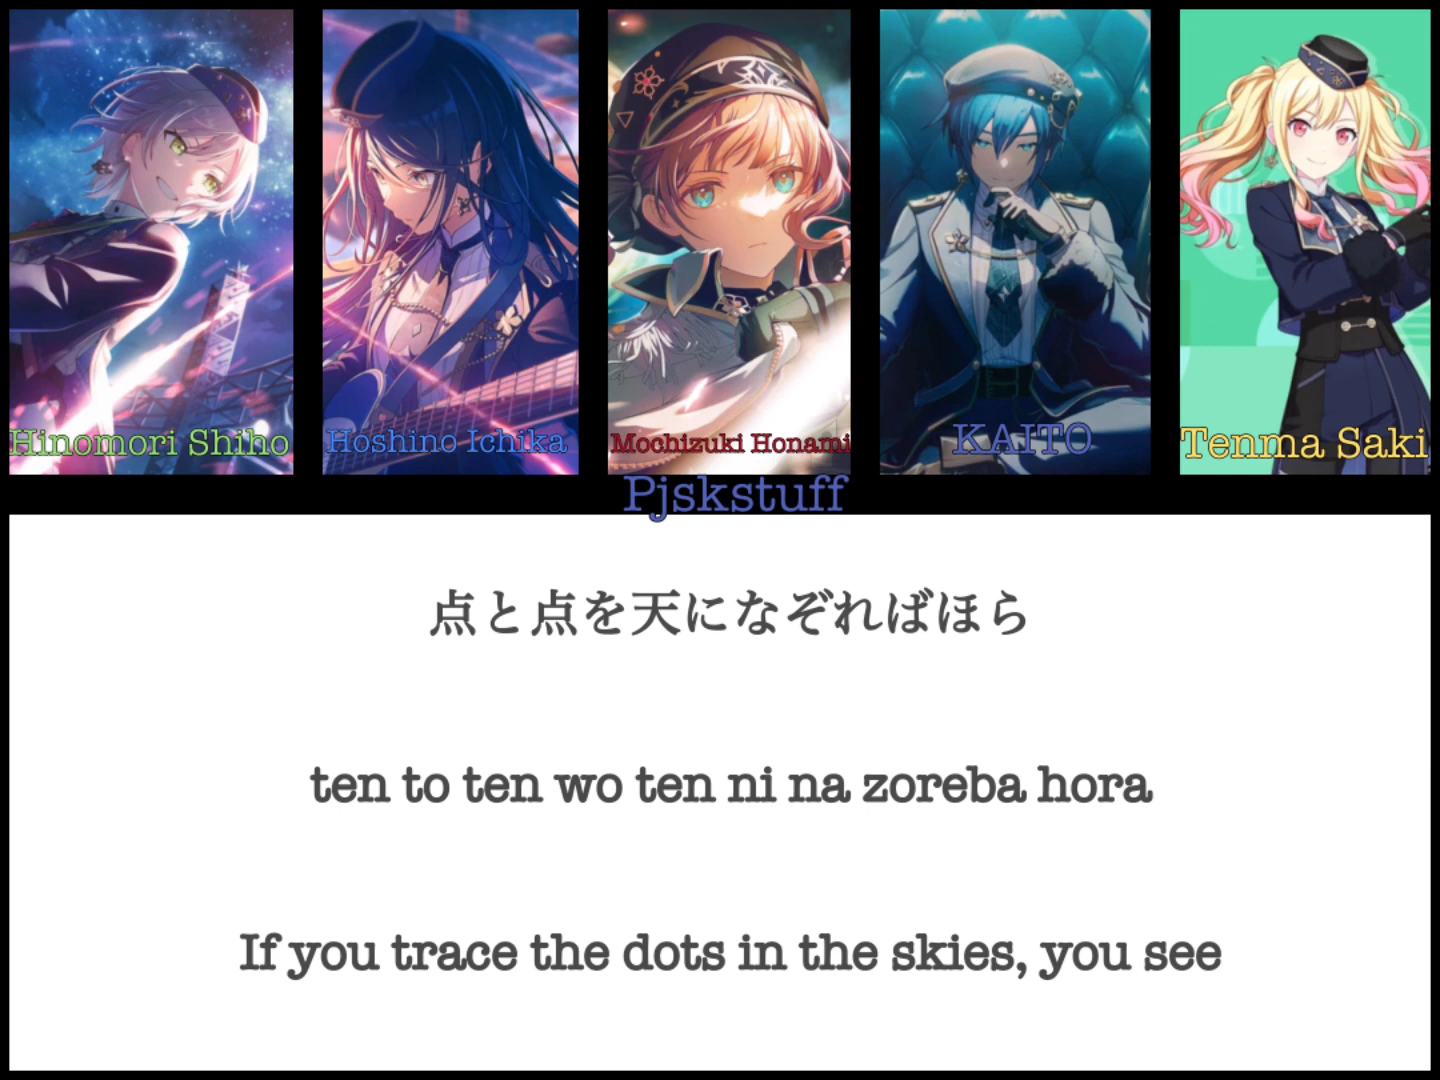 Hinomori Shiho
Hoshino Ichika
Mochizuki Honami
KAITO
Tenma Saki
Pjskstuff
点と点を天になぞればほら
ten to ten wo ten ni na zoreba hora
If you trace the dots in the skies, you see